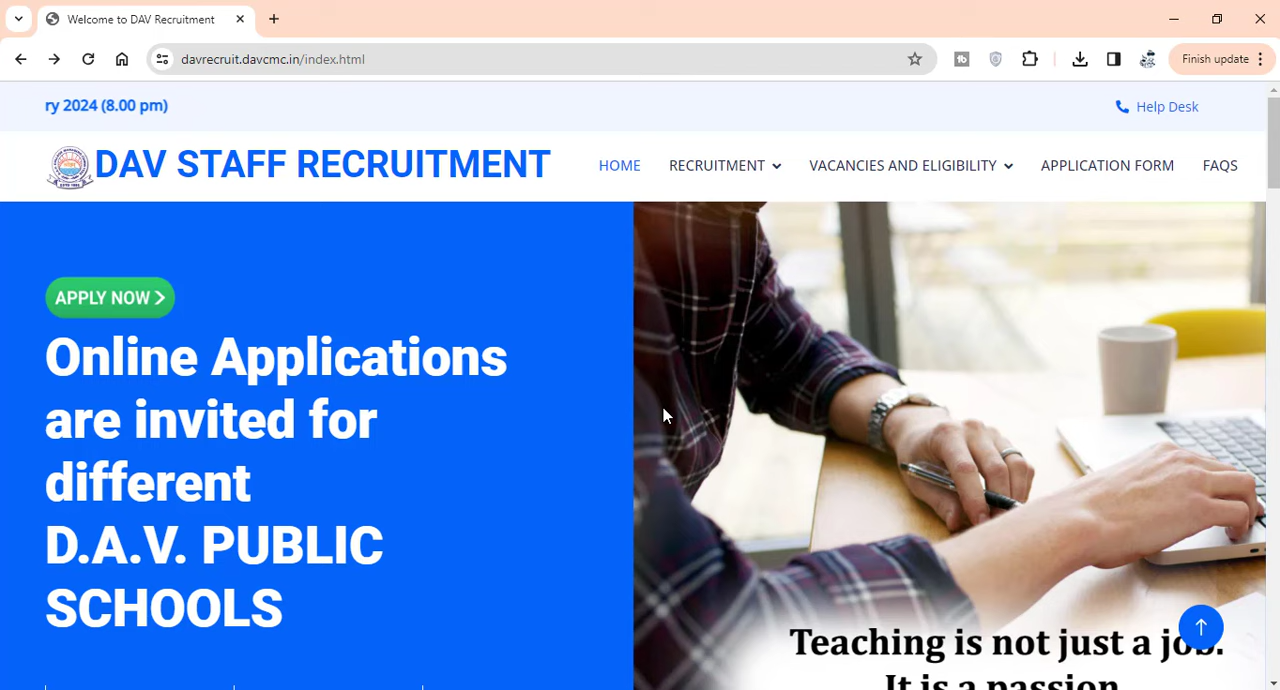 Welcome to DAV Recruitment
davrecruit.davcmc.in/index.html
Finish update
ry 2024 (8.00 pm)
Help Desk
DAV STAFF RECRUITMENT
HOME
RECRUITMENT
VACANCIES AND ELIGIBILITY
APPLICATION FORM
FAQS
APPLY NOW >
Online Applications
are invited for
different
D.A.V. PUBLIC
SCHOOLS
Teaching is not just a job.
It is a passion